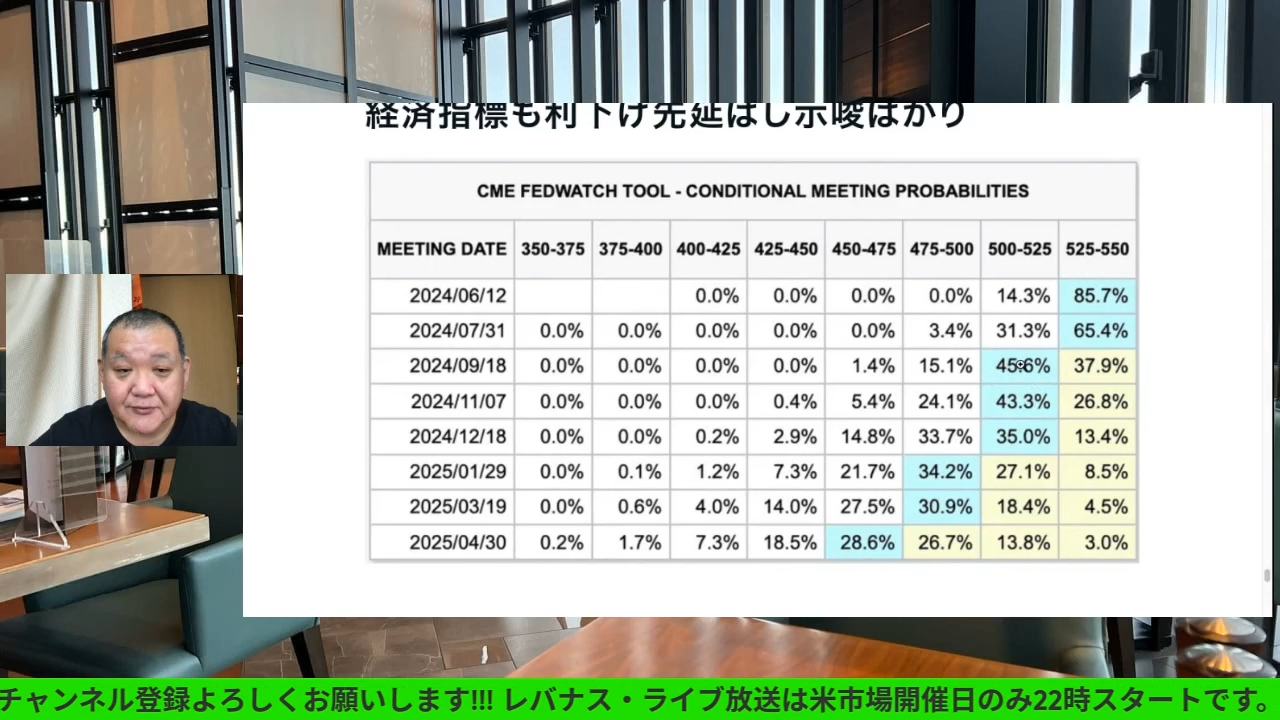 経済指標も利下げ先延ばし示唆ばかり
CME FEDWATCH TOOL - CONDITIONAL MEETING PROBABILITIES
MEETING DATE 350-375 375-400 400-425 425-450 450-475 475-500 500-525 525-550
2024/06/12 0.0% 0.0% 0.0% 0.0% 14.3% 85.7%
2024/07/31 0.0% 0.0% 0.0% 0.0% 0.0% 3.4% 31.3% 65.4%
2024/09/18 0.0% 0.0% 0.0% 0.0% 1.4% 15.1% 45.6% 37.9%
2024/11/07 0.0% 0.0% 0.0% 0.4% 5.4% 24.1% 43.3% 26.8%
2024/12/18 0.0% 0.0% 0.2% 2.9% 14.8% 33.7% 35.0% 13.4%
2025/01/29 0.0% 0.1% 1.2% 7.3% 21.7% 34.2% 27.1% 8.5%
2025/03/19 0.0% 0.6% 4.0% 14.0% 27.5% 30.9% 18.4% 4.5%
2025/04/30 0.2% 1.7% 7.3% 18.5% 28.6% 26.7% 13.8% 3.0%
チャンネル登録よろしくお願いします!!! レバナス・ライブ放送は米市場開催日のみ22時スタートです。